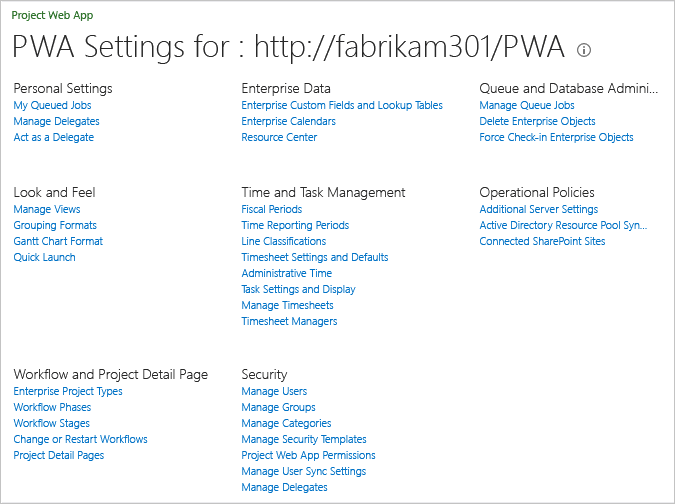 Project Web App
PWA Settings for : http://fabrikam301/PWA
Personal Settings
My Queued Jobs
Manage Delegates
Act as a Delegate
Enterprise Data
Enterprise Custom Fields and Lookup Tables
Enterprise Calendars
Resource Center
Queue and Database Admini...
Manage Queue Jobs
Delete Enterprise Objects
Force Check-in Enterprise Objects
Look and Feel
Manage Views
Grouping Formats
Gantt Chart Format
Quick Launch
Time and Task Management
Fiscal Periods
Time Reporting Periods
Line Classifications
Timesheet Settings and Defaults
Administrative Time
Task Settings and Display
Manage Timesheets
Timesheet Managers
Operational Policies
Additional Server Settings
Active Directory Resource Pool Syn...
Connected SharePoint Sites
Workflow and Project Detail Page
Enterprise Project Types
Workflow Phases
Workflow Stages
Change or Restart Workflows
Project Detail Pages
Security
Manage Users
Manage Groups
Manage Categories
Manage Security Templates
Project Web App Permissions
Manage User Sync Settings
Manage Delegates